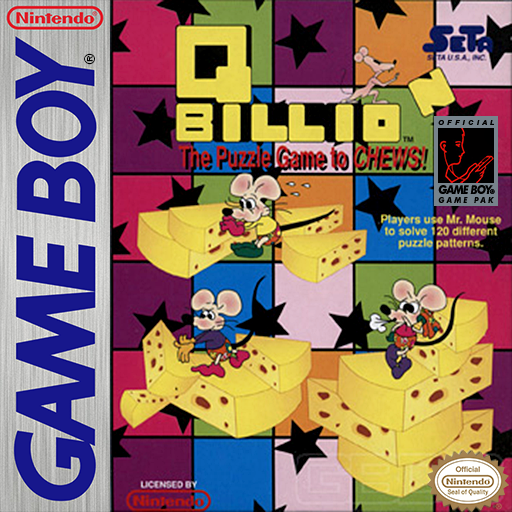 Nintendo®
GAME BOY
Q
BILLION™
The Puzzle Game to CHEWS!
SETA
SETA U.S.A., INC.
OFFICIAL
GAME BOY®
GAME PAK
Players use Mr. Mouse
to solve 120 different
puzzle patterns.
LICENSED BY
Nintendo
Official
Nintendo
Seal of Quality